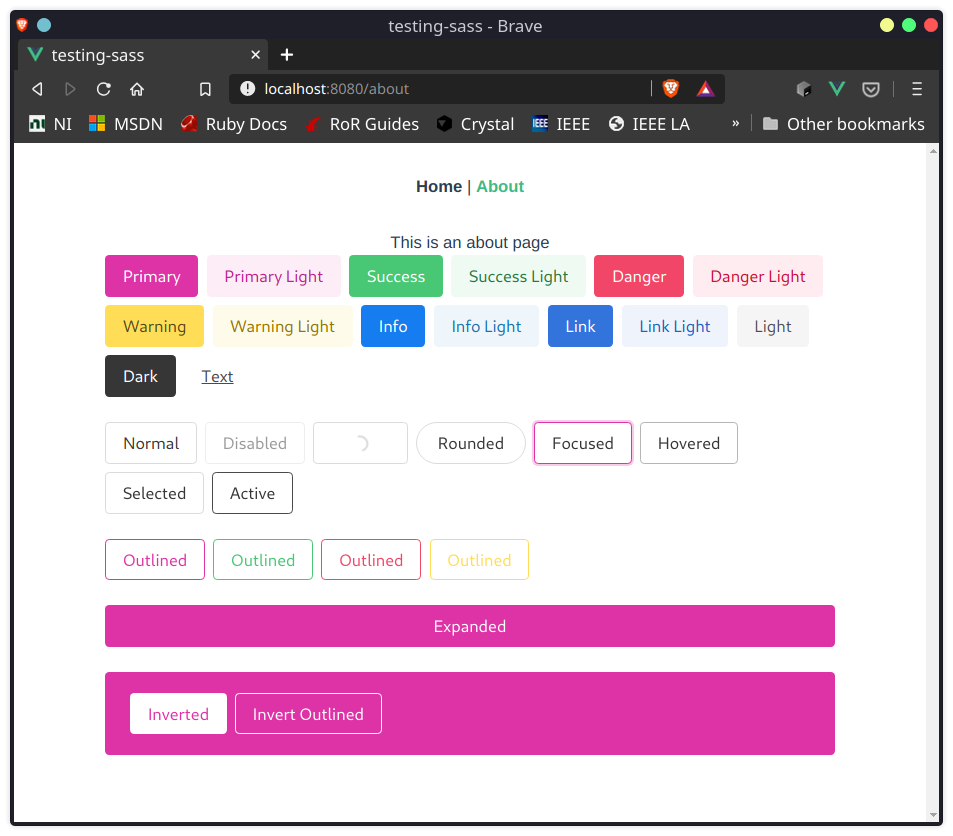 testing-sass - Brave
testing-sass
localhost:8080/about
NI MSDN Ruby Docs RoR Guides Crystal IEEE IEEE IEEE LA » Other bookmarks
Home | About
This is an about page
Primary Primary Light Success Success Light Danger Danger Light
Warning Warning Light Info Info Light Link Link Light Light
Dark Text
Normal Disabled Rounded Focused Hovered
Selected Active
Outlined Outlined Outlined Outlined
Expanded
Inverted Invert Outlined